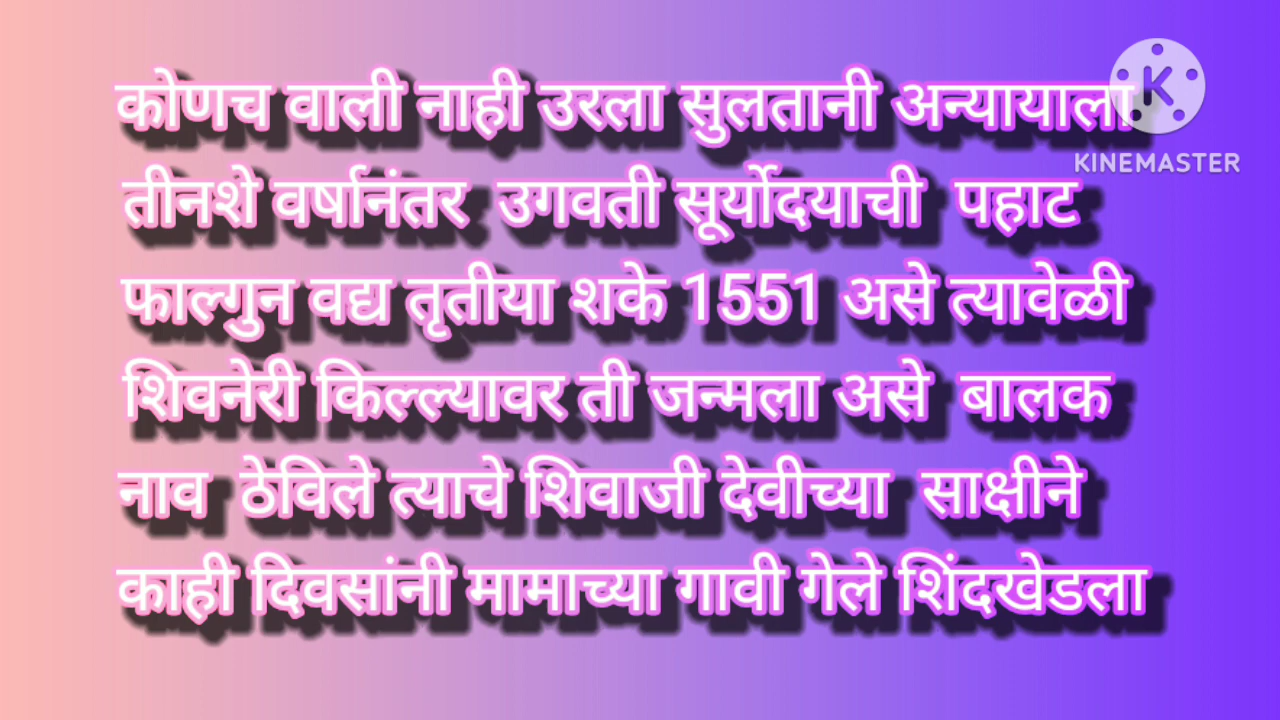 कोणच वाली नाही उरला सुलतानी अन्यायाला
KINEMASTER
तीनशे वर्षानंतर उगवती सूर्योदयाची पहाट
फाल्गुन वद्य तृतीया शके 1551 असे त्यावेळी
शिवनेरी किल्ल्यावर ती जन्मला असे बालक
नाव ठेविले त्याचे शिवाजी देवीच्या साक्षीने
काही दिवसांनी मामाच्या गावी गेले शिंदखेडला